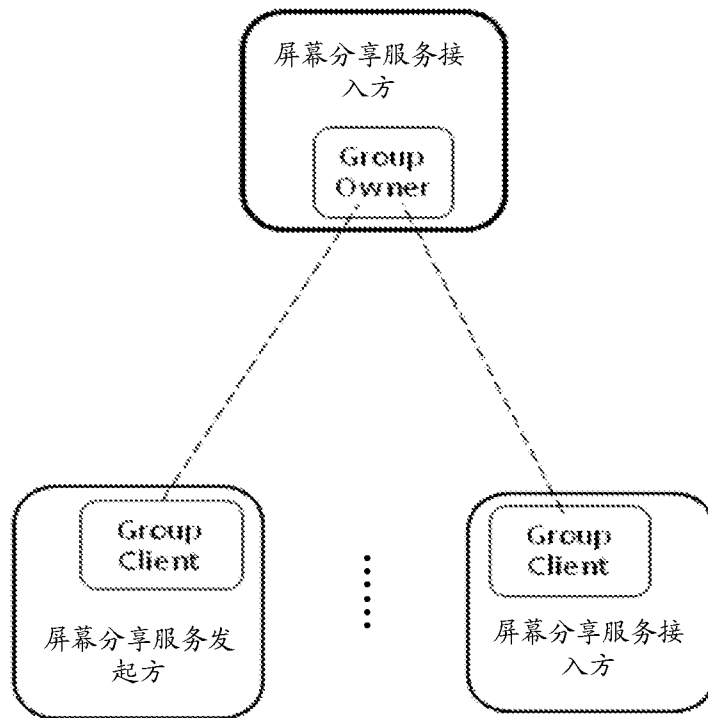 屏幕分享服务接
入方
Group
Owner
Group
Client
屏幕分享服务发
起方
Group
Client
屏幕分享服务接
入方